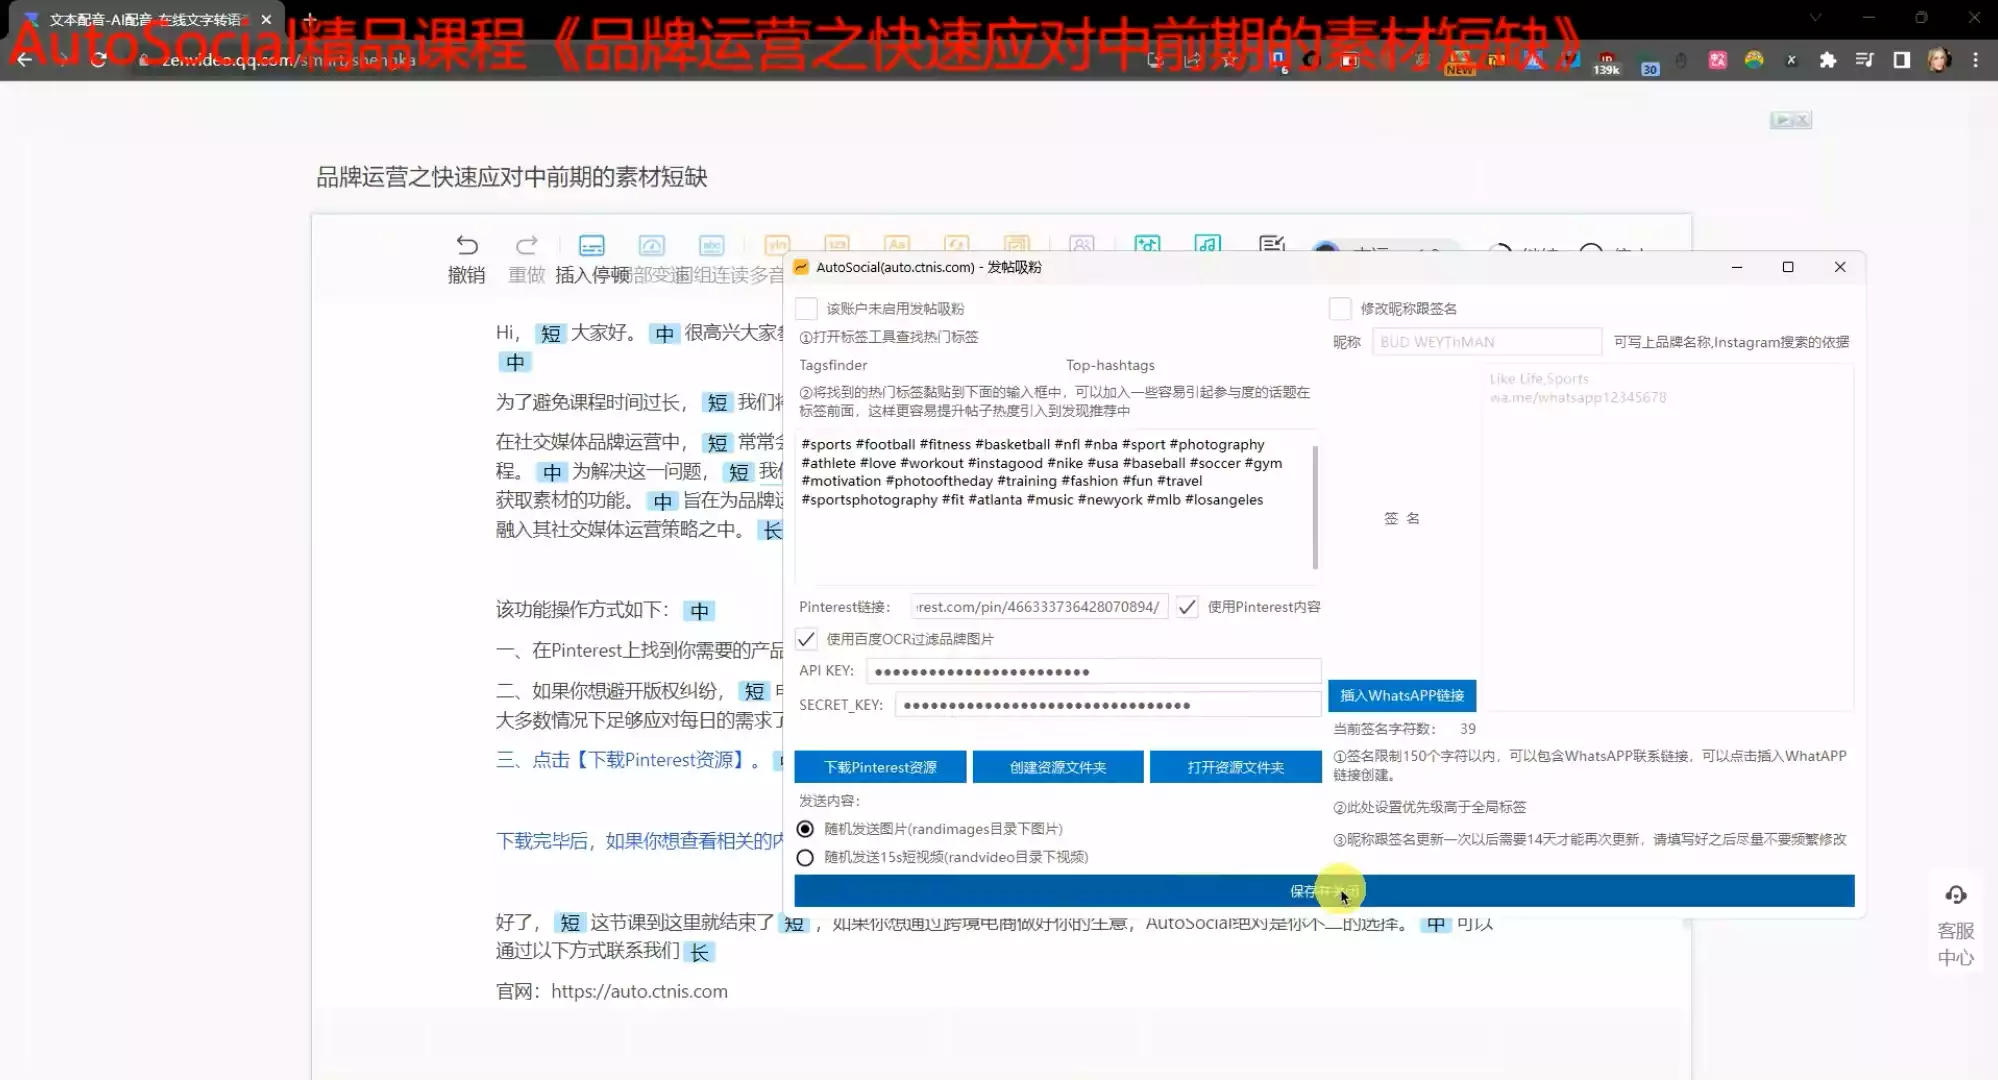 文本配音-AI配音-在线文字转语
AutoSocial精品课程《品牌运营之快速应对中前期的素材短缺》
zenvideo.qq.com/smart/shengka
NEW
139k
30
6
品牌运营之快速应对中前期的素材短缺
撤销
重做
插入停顿
多音
Hi， 短 大家好。 中 很高兴大家
中
为了避免课程时间过长， 短 我们
在社交媒体品牌运营中， 短 常常
程。 中 为解决这一问题， 短 我
获取素材的功能。 中 旨在为品牌
融入其社交媒体运营策略之中。 长
该功能操作方式如下： 中
一、在Pinterest上找到你需要的产品
二、如果你想避开版权纠纷， 短
大多数情况下足够应对每日的需求
三、点击【下载Pinterest资源】。
下载完毕后，如果你想查看相关的
好了， 短 这节课到这里就结束了 短 ，如果你想通过跨境电商做好你的生意，AutoSocial绝对是你不二的选择。 中 可以
通过以下方式联系我们 长
官网：https://auto.ctnis.com
AutoSocial(auto.ctnis.com) - 发帖吸粉
该账户未启用发帖吸粉
①打开标签工具查找热门标签
Tagsfinder Top-hashtags
②将找到的热门标签黏贴到下面的输入框中，可以加入一些容易引起参与度的话题在
标签前面，这样更容易提升帖子热度引入到发现推荐中
#sports #football #fitness #basketball #nfl #nba #sport #photography
#athlete #love #workout #instagood #nike #usa #baseball #soccer #gym
#motivation #photooftheday #training #fashion #fun #travel
#sportsphotography #fit #atlanta #music #newyork #mlb #losangeles
Pinterest链接： rest.com/pin/466333736428070894/ 使用Pinterest内容
使用百度OCR过滤品牌图片
API KEY:
SECRET_KEY:
下载Pinterest资源 创建资源文件夹 打开资源文件夹
发送内容：
随机发送图片(randimages目录下图片)
随机发送15s短视频(randvideo目录下视频)
修改昵称跟签名
昵称 BUD WEYThMAN 可写上品牌名称,Instagram搜索的依据
Like Life,Sports
wa.me/whatsapp12345678
签 名
插入WhatsAPP链接
当前签名字符数： 39
①签名限制150个字符以内，可以包含WhatsAPP联系链接，可以点击插入WhatAPP
链接创建。
②此处设置优先级高于全局标签
③昵称跟签名更新一次以后需要14天才能再次更新，请填写好之后尽量不要频繁修改
保存并关闭
客服
中心